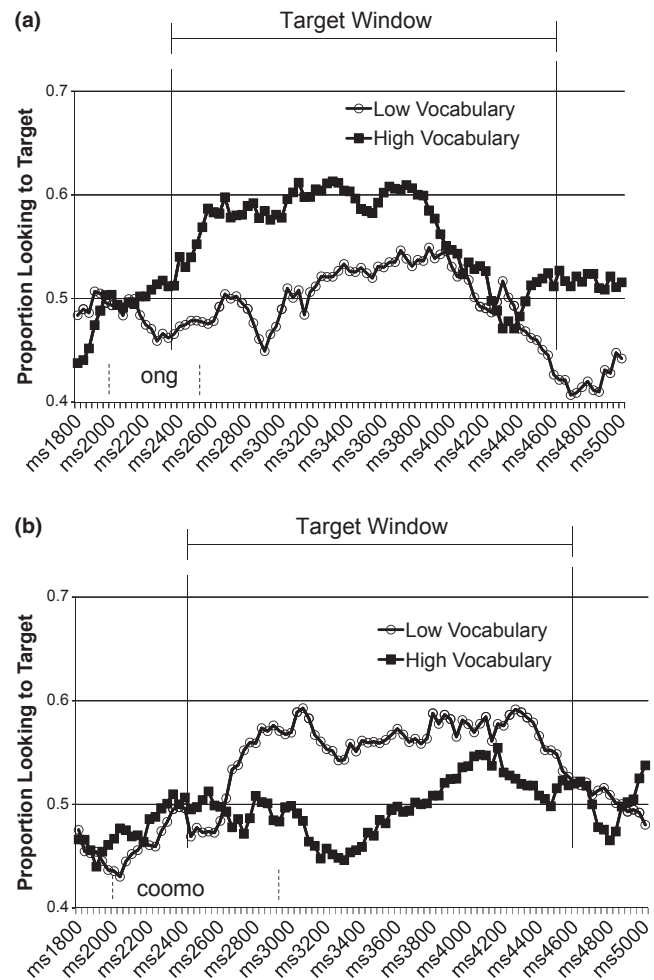 (a)
Target Window
0.7
Low Vocabulary
High Vocabulary
0.6
Proportion Looking to Target
0.5
ong
0.4
ms1800
ms2000
ms2200
ms2400
ms2600
ms2800
ms3000
ms3200
ms3400
ms3600
ms3800
ms4000
ms4200
ms4400
ms4600
ms4800
ms5000
(b)
Target Window
0.7
Low Vocabulary
High Vocabulary
0.6
Proportion Looking to Target
0.5
coomo
0.4
ms1800
ms2000
ms2200
ms2400
ms2600
ms2800
ms3000
ms3200
ms3400
ms3600
ms3800
ms4000
ms4200
ms4400
ms4600
ms4800
ms5000